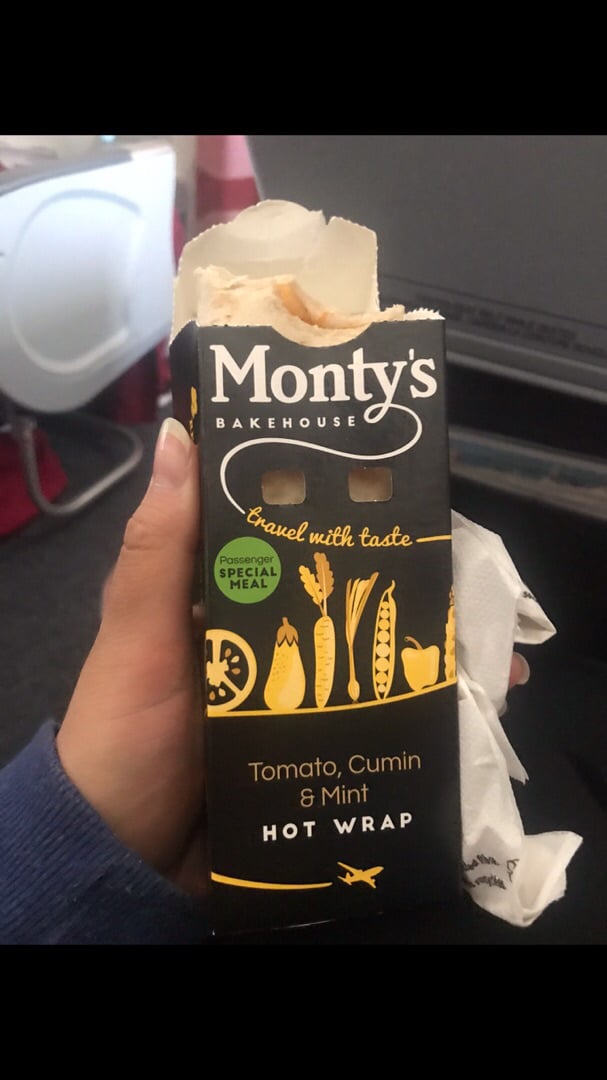 Monty's
BAKEHOUSE
travel with taste
Passenger
SPECIAL
MEAL
Tomato, Cumin
& Mint
HOT WRAP